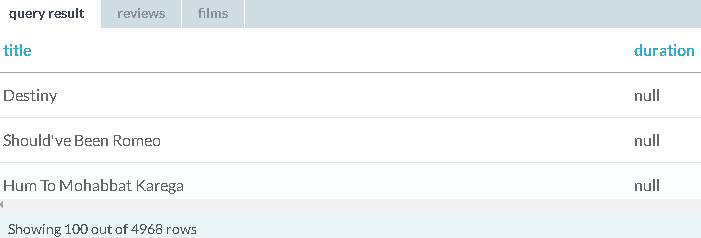 query result reviews films
title duration
Destiny null
Should've Been Romeo null
Hum To Mohabbat Karega null
Showing 100 out of 4968 rows